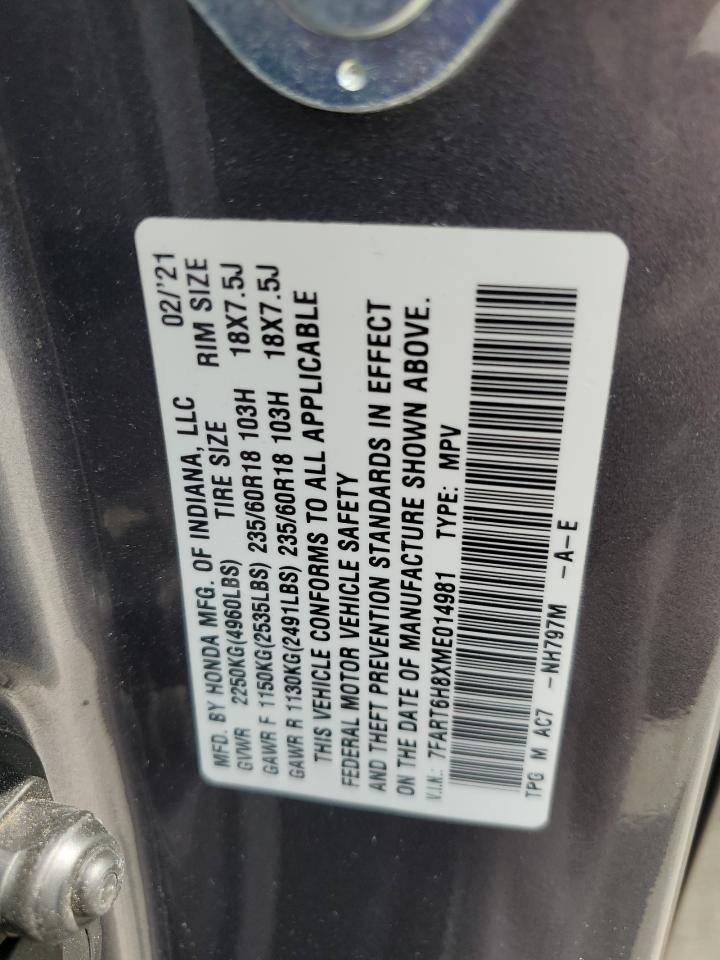 MFD. BY HONDA MFG. OF INDIANA, LLC 02/'21
GVWR 2250KG(4960LBS) TIRE SIZE RIM SIZE
GAWR F 1150KG(2535LBS) 235/60R18 103H 18X7.5J
GAWR R 1130KG(2491LBS) 235/60R18 103H 18X7.5J
THIS VEHICLE CONFORMS TO ALL APPLICABLE
FEDERAL MOTOR VEHICLE SAFETY
AND THEFT PREVENTION STANDARDS IN EFFECT
ON THE DATE OF MANUFACTURE SHOWN ABOVE.
V.I.N.: 7FART6H8XME014981 TYPE: MPV
TPG M AC7 -NH797M -A-E